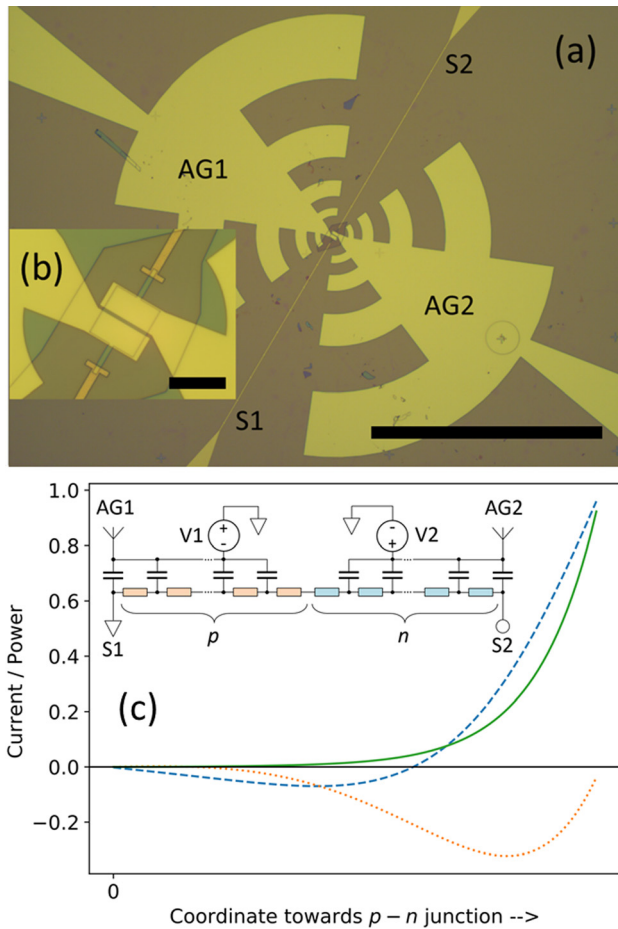 (a)
S2
AG1
(b)
AG2
S1
1.0
0.8
0.6
0.4
0.2
0.0
−0.2
Current / Power
AG1
V1
V2
AG2
+
-
-
+
S1
p
n
S2
(c)
0
Coordinate towards p − n junction -->